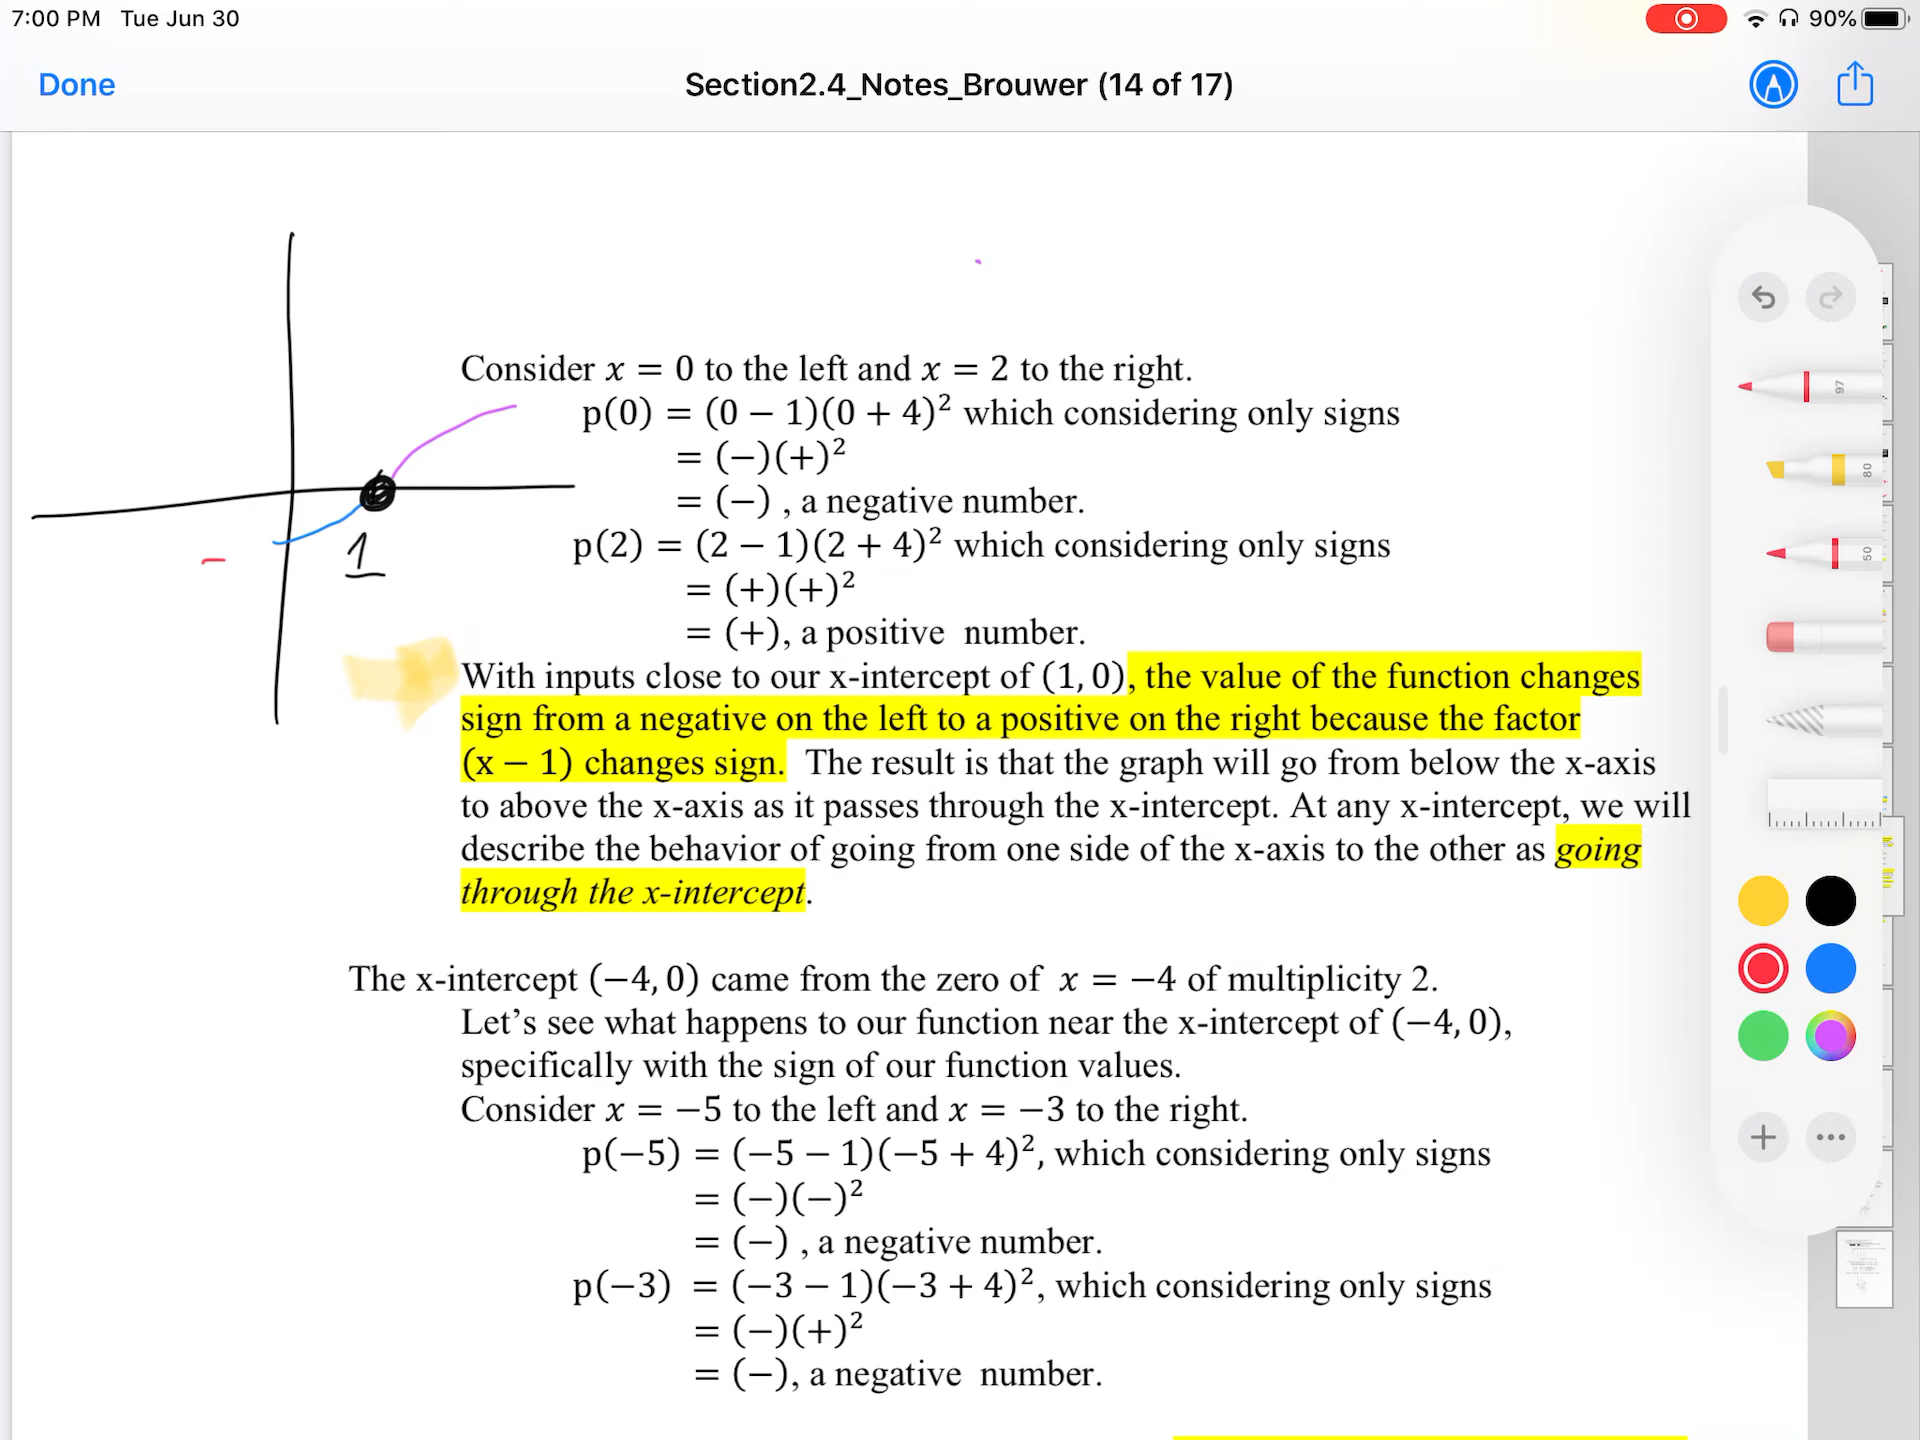 7:00 PM Tue Jun 30
90%
Done
Section2.4_Notes_Brouwer (14 of 17)
Consider x = 0 to the left and x = 2 to the right.
p(0) = (0 − 1)(0 + 4)² which considering only signs
= (−)(+)²
= (−) , a negative number.
p(2) = (2 − 1)(2 + 4)² which considering only signs
= (+)(+)²
= (+), a positive number.
1
−
With inputs close to our x-intercept of (1, 0), the value of the function changes
sign from a negative on the left to a positive on the right because the factor
(x − 1) changes sign. The result is that the graph will go from below the x-axis
to above the x-axis as it passes through the x-intercept. At any x-intercept, we will
describe the behavior of going from one side of the x-axis to the other as going
through the x-intercept.
The x-intercept (−4, 0) came from the zero of x = −4 of multiplicity 2.
Let’s see what happens to our function near the x-intercept of (−4, 0),
specifically with the sign of our function values.
Consider x = −5 to the left and x = −3 to the right.
p(−5) = (−5 − 1)(−5 + 4)², which considering only signs
= (−)(−)²
= (−) , a negative number.
p(−3) = (−3 − 1)(−3 + 4)², which considering only signs
= (−)(+)²
= (−), a negative number.
97
80
50